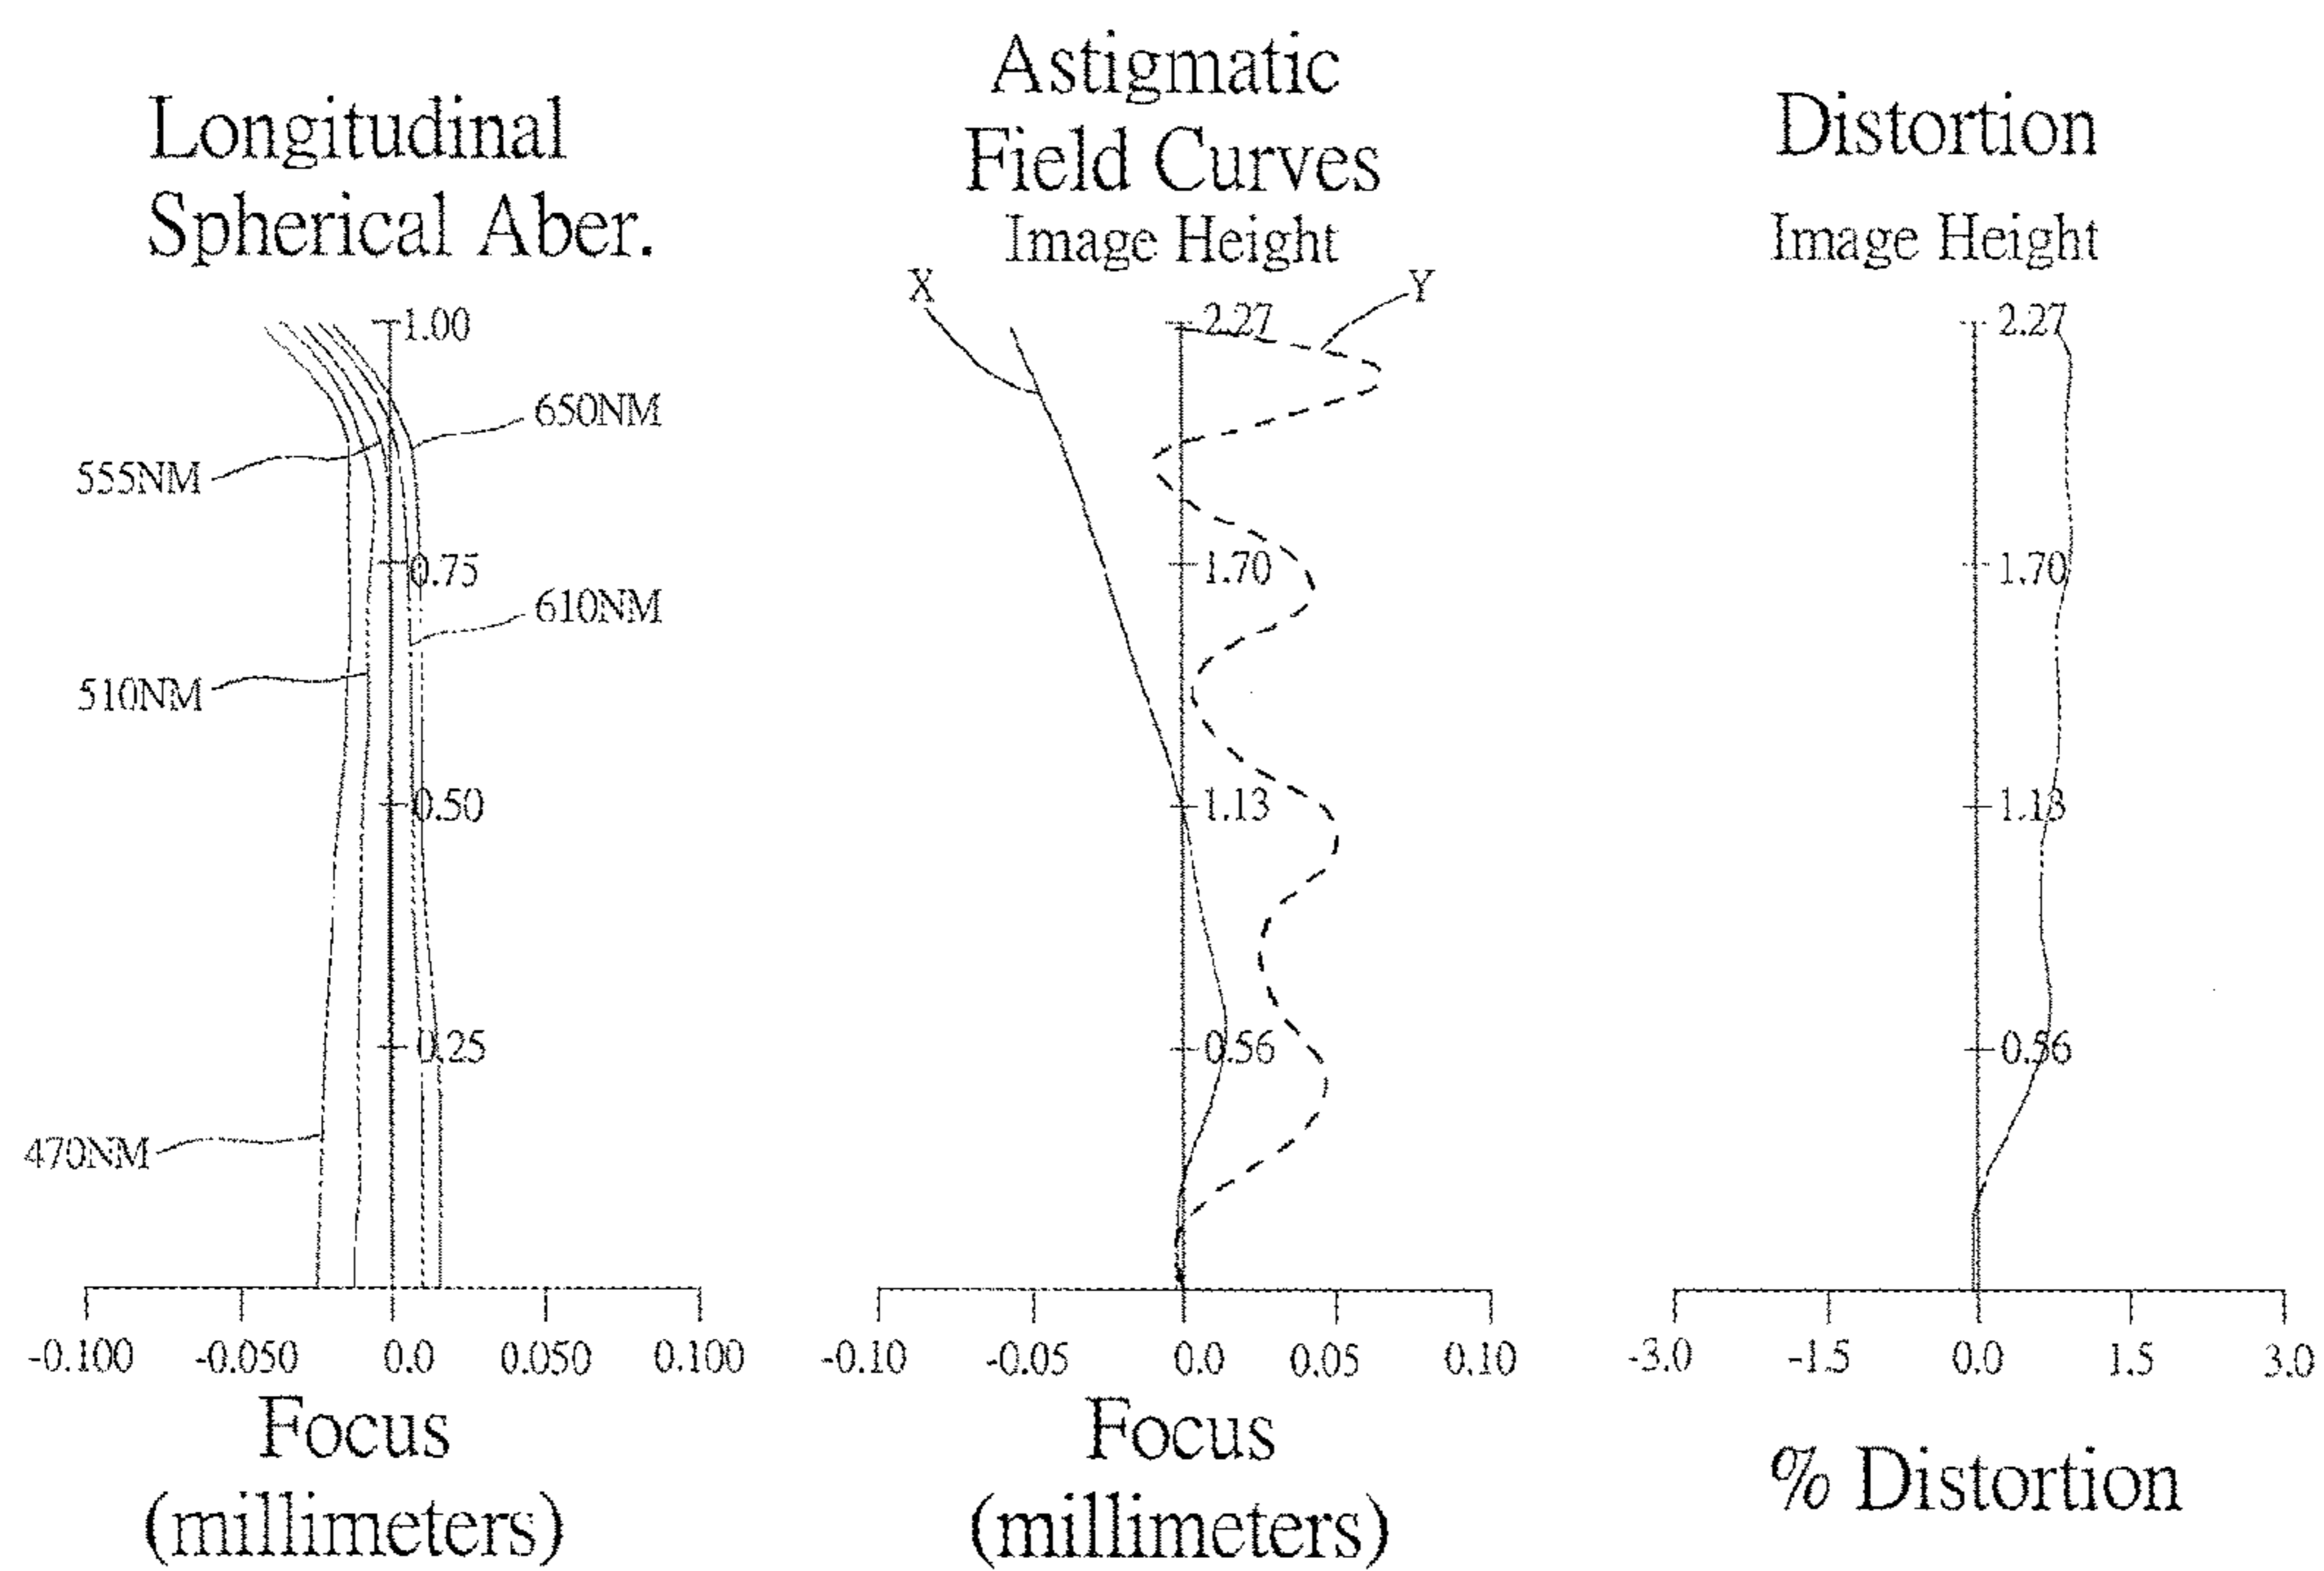 Longitudinal
Spherical Aber.
1.00
650NM
555NM
0.75
610NM
510NM
0.50
0.25
470NM
-0.100 -0.050 0.0 0.050 0.100
Focus
(millimeters)
Astigmatic
Field Curves
Image Height
X Y
2.27
1.70
1.13
0.56
-0.10 -0.05 0.0 0.05 0.10
Focus
(millimeters)
Distortion
Image Height
2.27
1.70
1.13
0.56
-3.0 -1.5 0.0 1.5 3.0
% Distortion